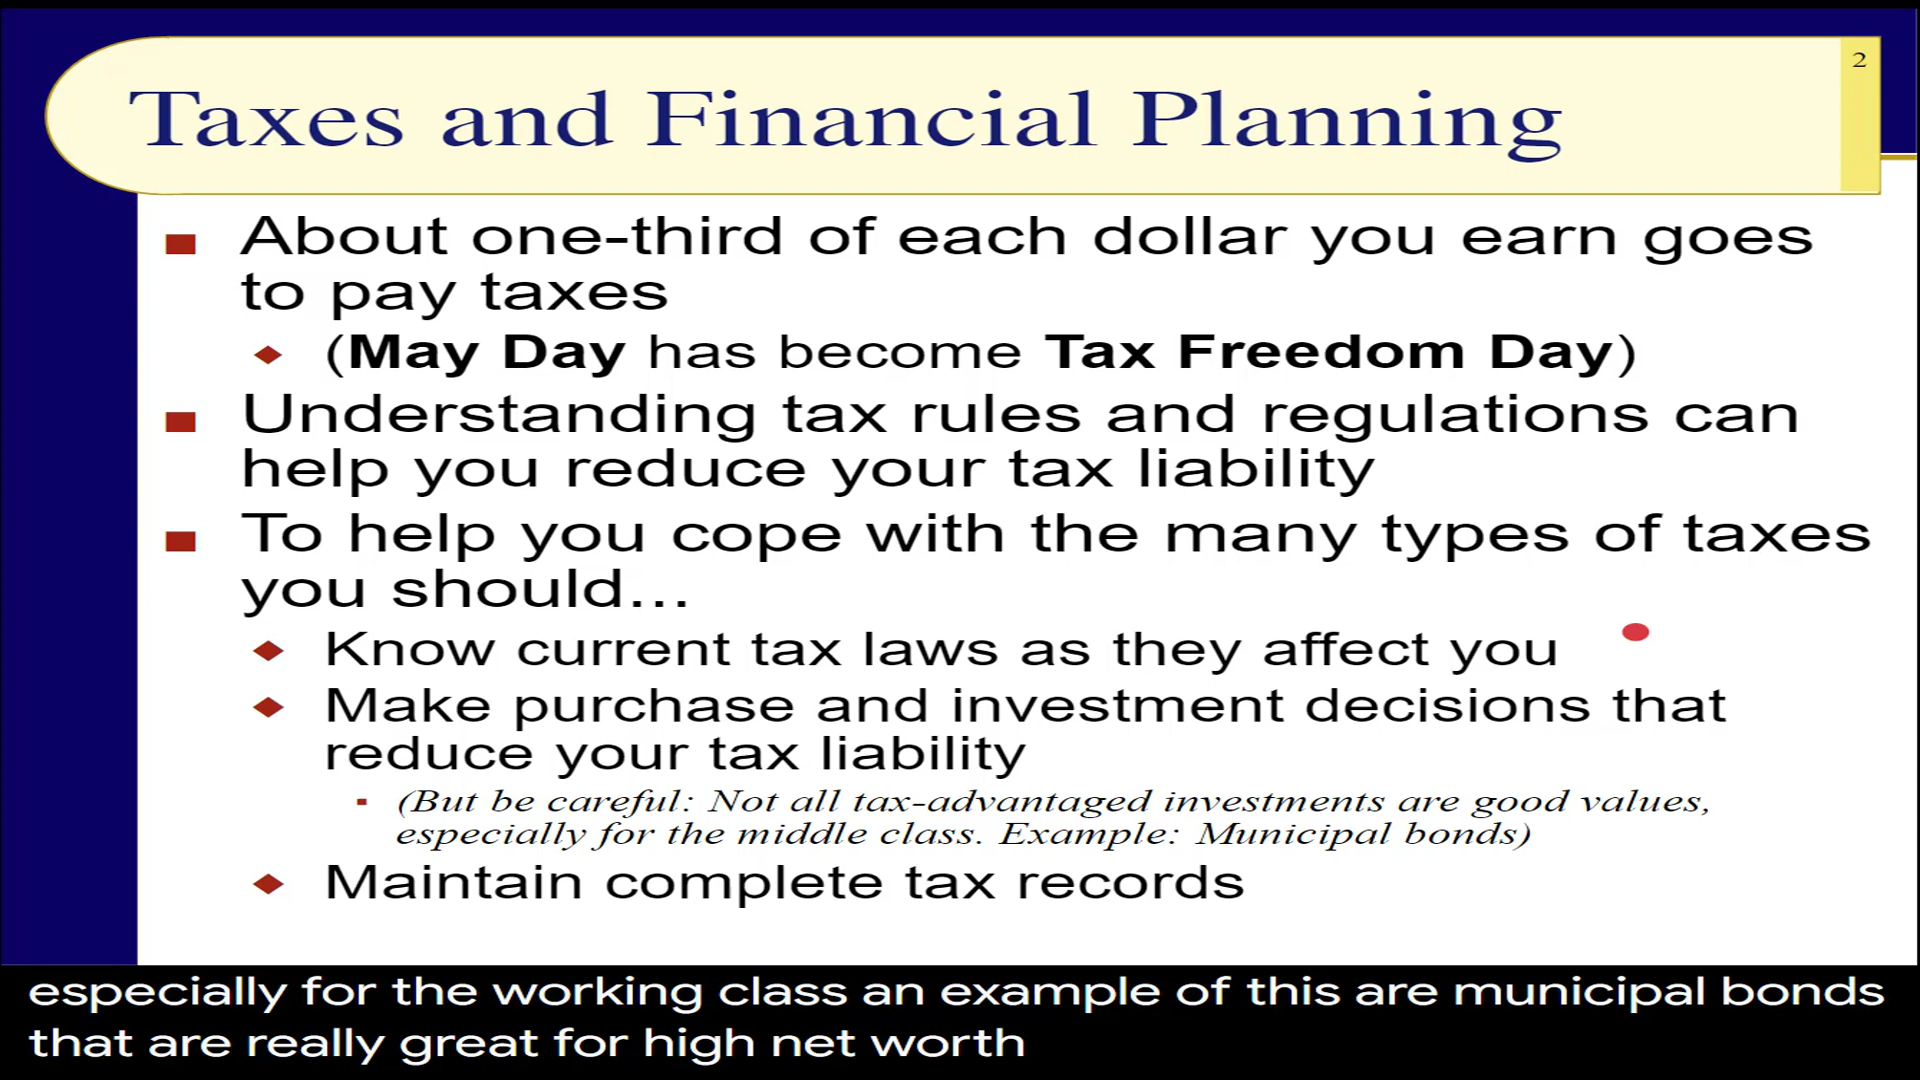 2
Taxes and Financial Planning
About one-third of each dollar you earn goes
to pay taxes
(May Day has become Tax Freedom Day)
Understanding tax rules and regulations can
help you reduce your tax liability
To help you cope with the many types of taxes
you should...
Know current tax laws as they affect you
Make purchase and investment decisions that
reduce your tax liability
(But be careful: Not all tax-advantaged investments are good values,
especially for the middle class. Example: Municipal bonds)
Maintain complete tax records
especially for the working class an example of this are municipal bonds
that are really great for high net worth